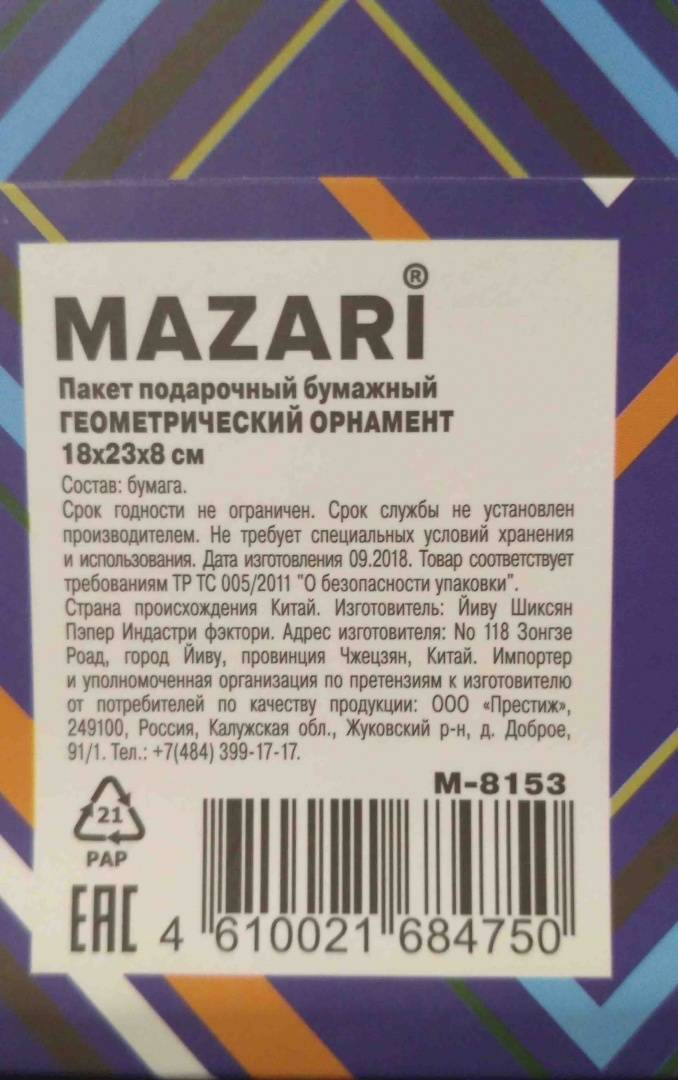 MAZARI®
Пакет подарочный бумажный
ГЕОМЕТРИЧЕСКИЙ ОРНАМЕНТ
18х23х8 см
Состав: бумага.
Срок годности не ограничен. Срок службы не установлен
производителем. Не требует специальных условий хранения
и использования. Дата изготовления 09.2018. Товар соответствует
требованиям ТР ТС 005/2011 "О безопасности упаковки".
Страна происхождения Китай. Изготовитель: Йиву Шиксян
Пэпер Индастри фэктори. Адрес изготовителя: No 118 Зонгзе
Роад, город Йиву, провинция Чжецзян, Китай. Импортер
и уполномоченная организация по претензиям к изготовителю
от потребителей по качеству продукции: ООО «Престиж»,
249100, Россия, Калужская обл., Жуковский р-н, д. Доброе,
91/1. Тел.: +7(484) 399-17-17.
М-8153
21
PAP
EAC
4 610021 684750